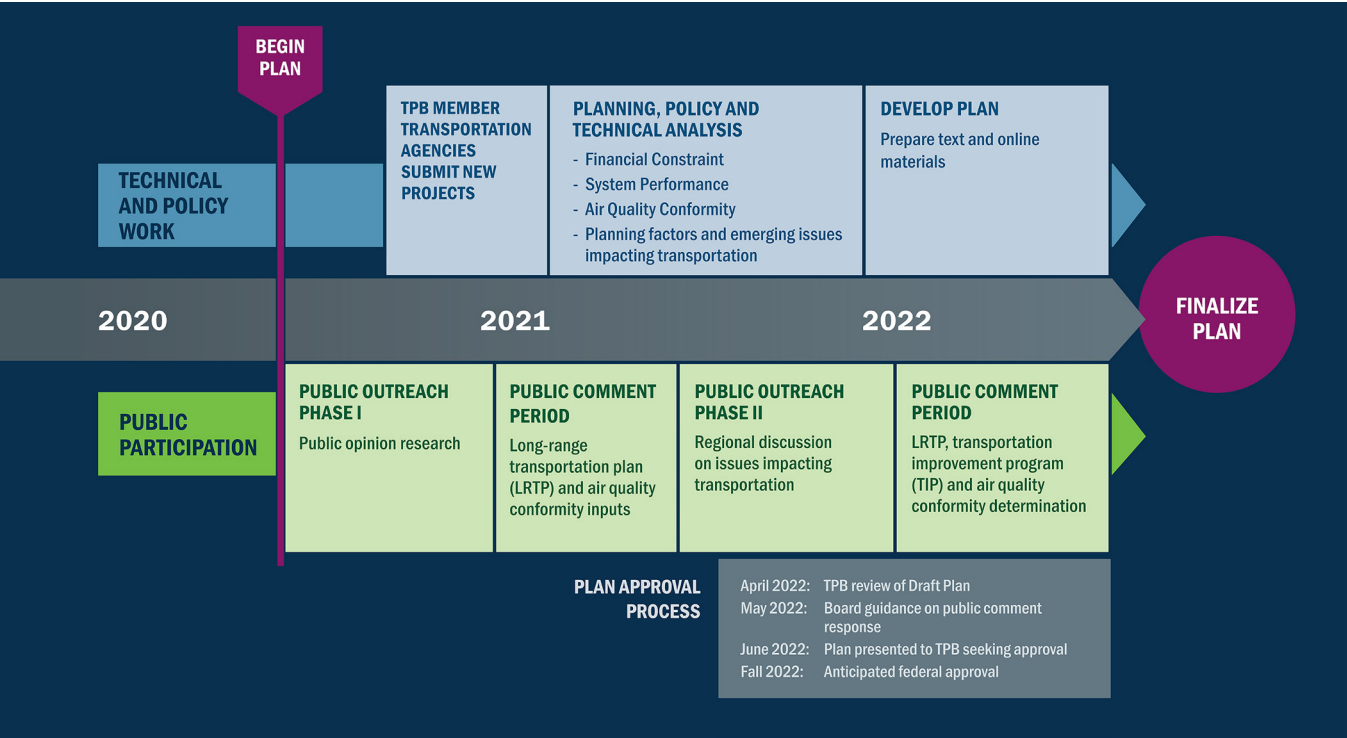 BEGIN
PLAN
TECHNICAL
AND POLICY
WORK
TPB MEMBER
TRANSPORTATION
AGENCIES
SUBMIT NEW
PROJECTS
PLANNING, POLICY AND
TECHNICAL ANALYSIS
- Financial Constraint
- System Performance
- Air Quality Conformity
- Planning factors and emerging issues
impacting transportation
DEVELOP PLAN
Prepare text and online
materials
2020
2021
2022
FINALIZE
PLAN
PUBLIC
PARTICIPATION
PUBLIC OUTREACH
PHASE I
Public opinion research
PUBLIC COMMENT
PERIOD
Long-range
transportation plan
(LRTP) and air quality
conformity inputs
PUBLIC OUTREACH
PHASE II
Regional discussion
on issues impacting
transportation
PUBLIC COMMENT
PERIOD
LRTP, transportation
improvement program
(TIP) and air quality
conformity determination
PLAN APPROVAL
PROCESS
April 2022: TPB review of Draft Plan
May 2022: Board guidance on public comment
response
June 2022: Plan presented to TPB seeking approval
Fall 2022: Anticipated federal approval